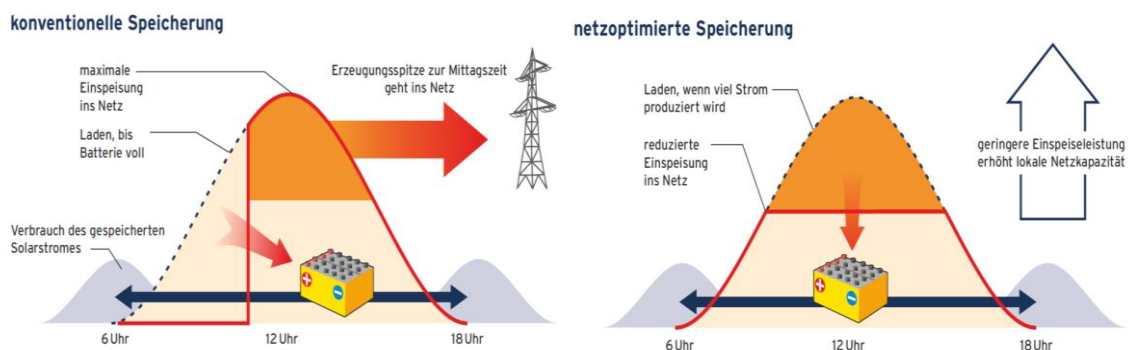 konventionelle Speicherung
maximale
Einspeisung
ins Netz
Erzeugungsspitze zur Mittagszeit
geht ins Netz
Laden, bis
Batterie voll
Verbrauch des gespeicherten
Solarstromes
+
−
6 Uhr
12 Uhr
18 Uhr
netzoptimierte Speicherung
Laden, wenn viel Strom
produziert wird
reduzierte
Einspeisung
ins Netz
geringere Einspeiseleistung
erhöht lokale Netzkapazität
+
−
6 Uhr
12 Uhr
18 Uhr